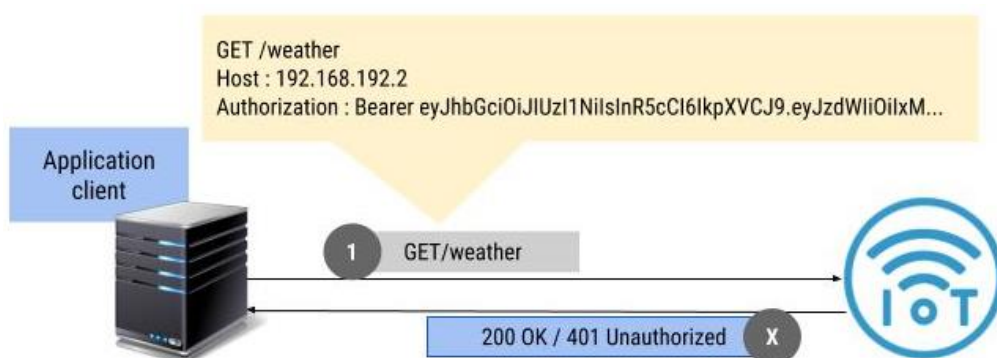 GET /weather
Host : 192.168.192.2
Authorization : Bearer eyJhbGciOiJIUzI1NiIsInR5cCI6IkpXVCJ9.eyJzdWIiOiIxM...
Application
client
1
GET/weather
IoT
200 OK / 401 Unauthorized
X